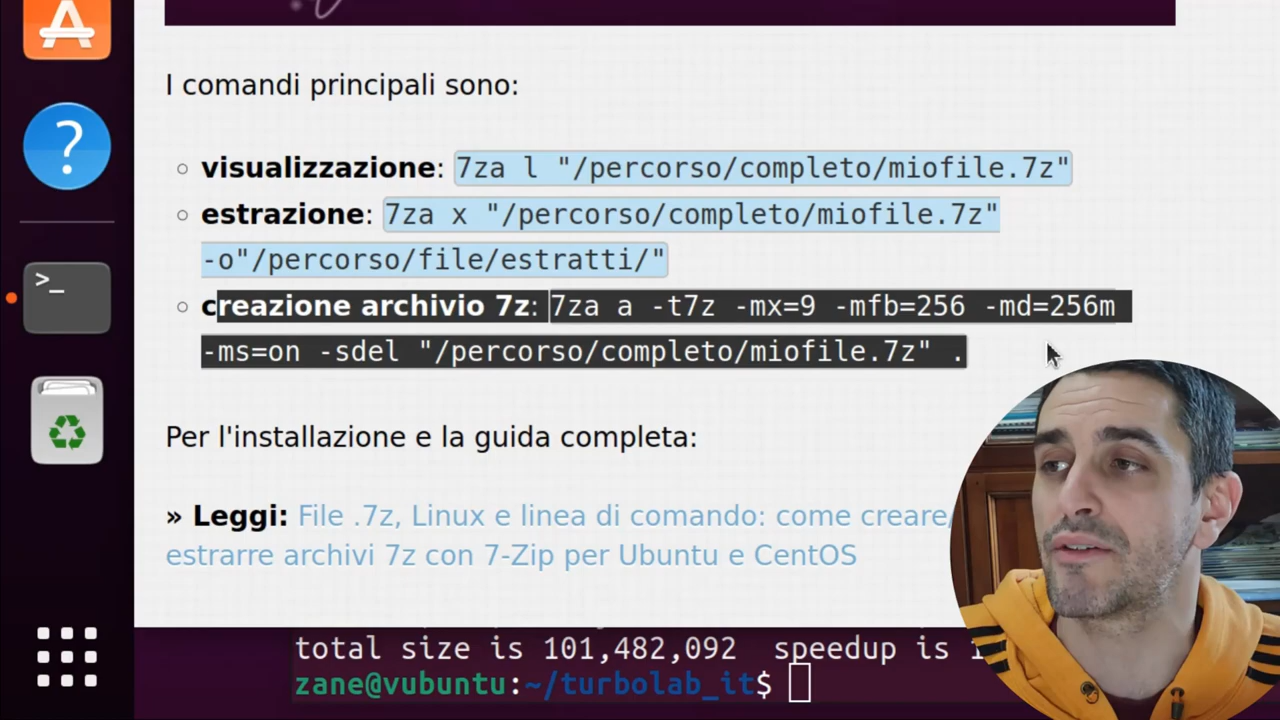 I comandi principali sono:
visualizzazione: 7za l "/percorso/completo/miofile.7z"
estrazione: 7za x "/percorso/completo/miofile.7z"
-o"/percorso/file/estratti/"
creazione archivio 7z: 7za a -t7z -mx=9 -mfb=256 -md=256m
-ms=on -sdel "/percorso/completo/miofile.7z" .
Per l'installazione e la guida completa:
» Leggi: File .7z, Linux e linea di comando: come creare/
estrarre archivi 7z con 7-Zip per Ubuntu e CentOS
total size is 101,482,092 speedup is
zane@vubuntu:~/turbolab_it$
>_
?